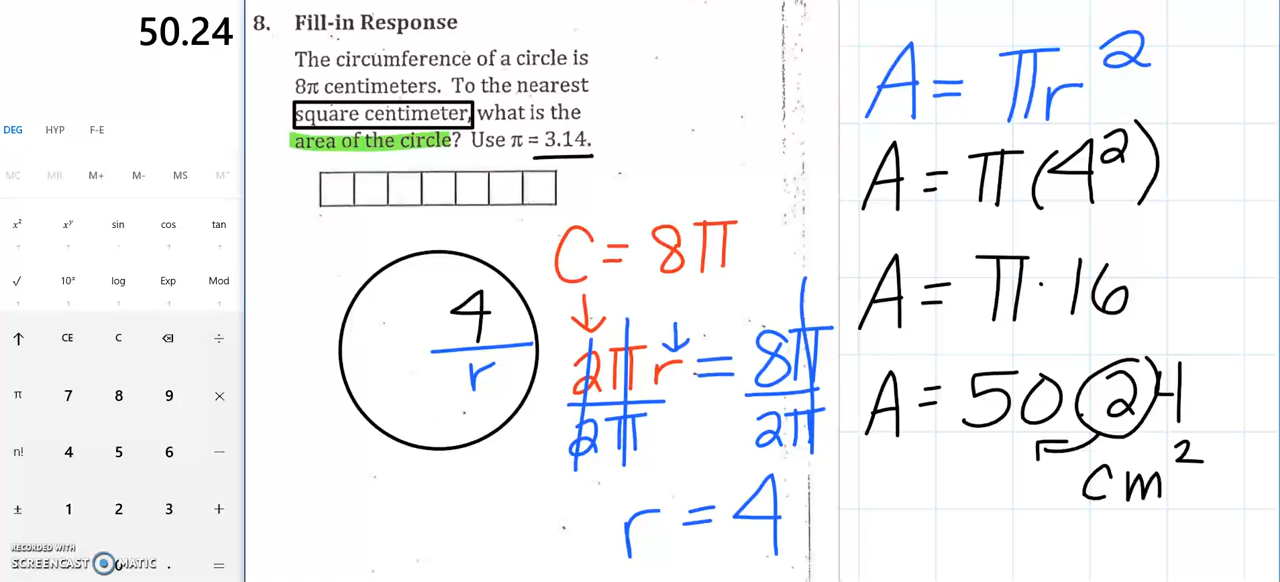 50.24
DEG HYP F-E
MC MR M+ M- MS M˅
x² xʸ sin cos tan
√ 10ˣ log Exp Mod
↑ CE C ⌫ ÷
π 7 8 9 ×
n! 4 5 6 −
± 1 2 3 +
0 . =
RECORDED WITH
SCREENCAST MATIC
8. Fill-in Response
The circumference of a circle is
8π centimeters. To the nearest
square centimeter, what is the
area of the circle? Use π = 3.14.
C = 8π
2πr = 8π
2π 2π
r = 4
4
r
A = πr²
A = π(4²)
A = π · 16
A = 50.24
cm²